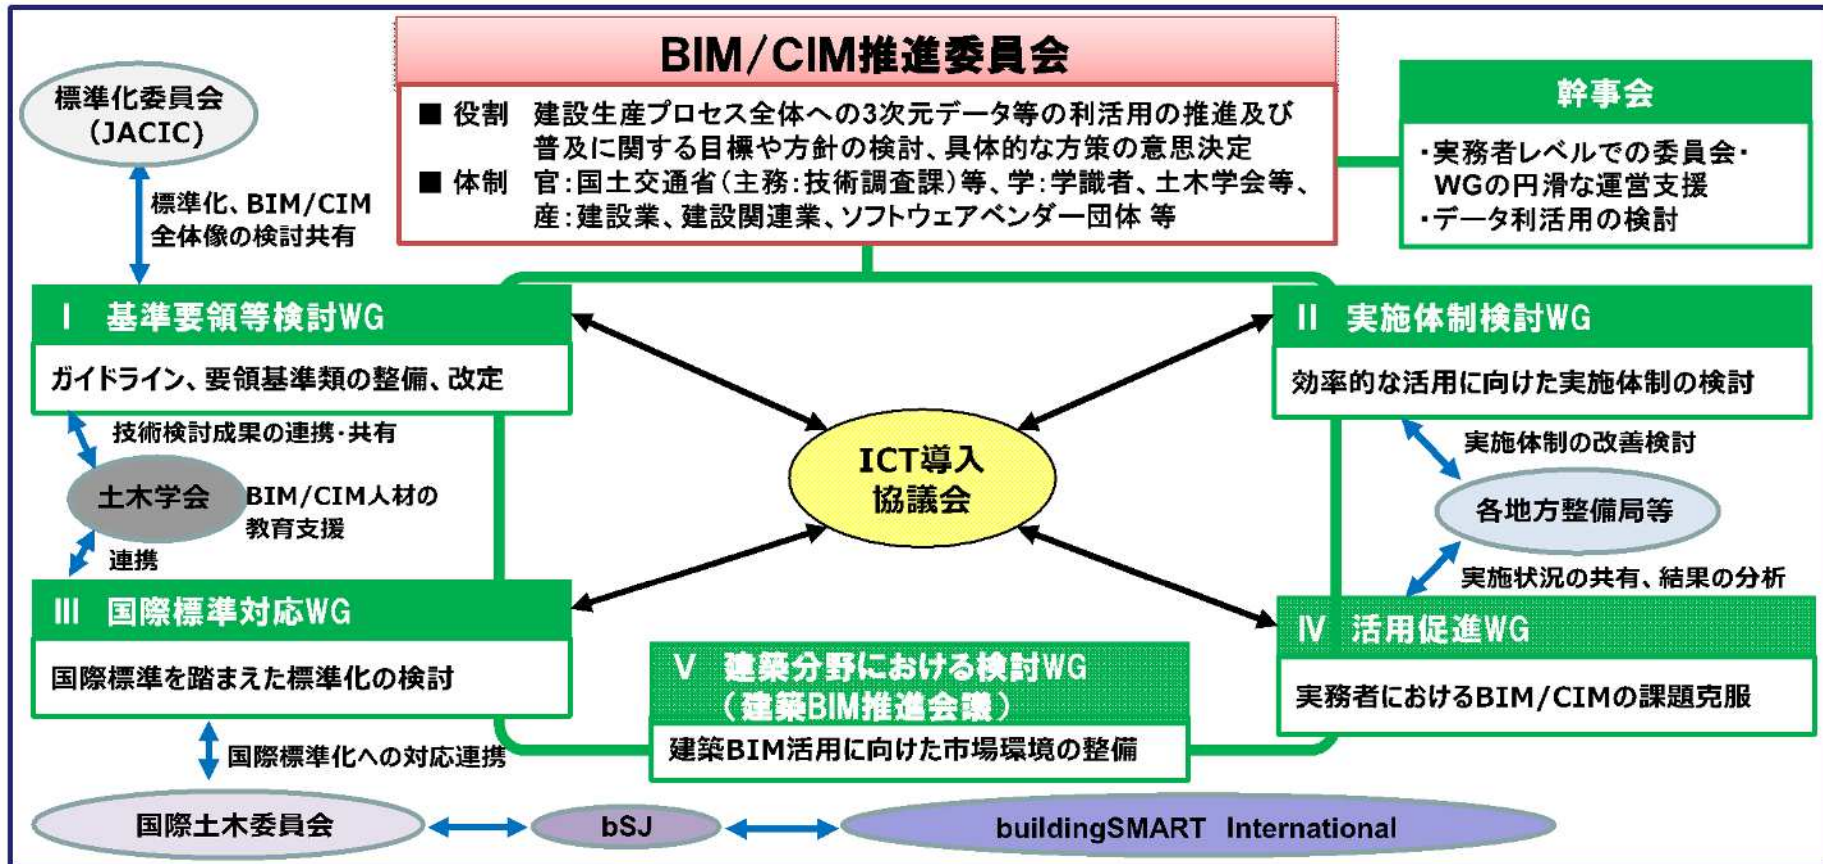 BIM/CIM推進委員会
■ 役割 建設生産プロセス全体への3次元データ等の利活用の推進及び
普及に関する目標や方針の検討、具体的な方策の意思決定
■ 体制 官:国土交通省(主務:技術調査課)等、学:学識者、土木学会等、
産:建設業、建設関連業、ソフトウェアベンダー団体 等
幹事会
・実務者レベルでの委員会・
WGの円滑な運営支援
・データ利活用の検討
標準化委員会
(JACIC)
標準化、BIM/CIM
全体像の検討共有
Ⅰ 基準要領等検討WG
ガイドライン、要領基準類の整備、改定
Ⅱ 実施体制検討WG
効率的な活用に向けた実施体制の検討
技術検討成果の連携・共有
土木学会
BIM/CIM人材の
教育支援
連携
ICT導入
協議会
実施体制の改善検討
各地方整備局等
実施状況の共有、結果の分析
Ⅲ 国際標準対応WG
国際標準を踏まえた標準化の検討
Ⅳ 活用促進WG
実務者におけるBIM/CIMの課題克服
Ⅴ 建築分野における検討WG
(建築BIM推進会議)
建築BIM活用に向けた市場環境の整備
国際標準化への対応連携
国際土木委員会
bSJ
buildingSMART International